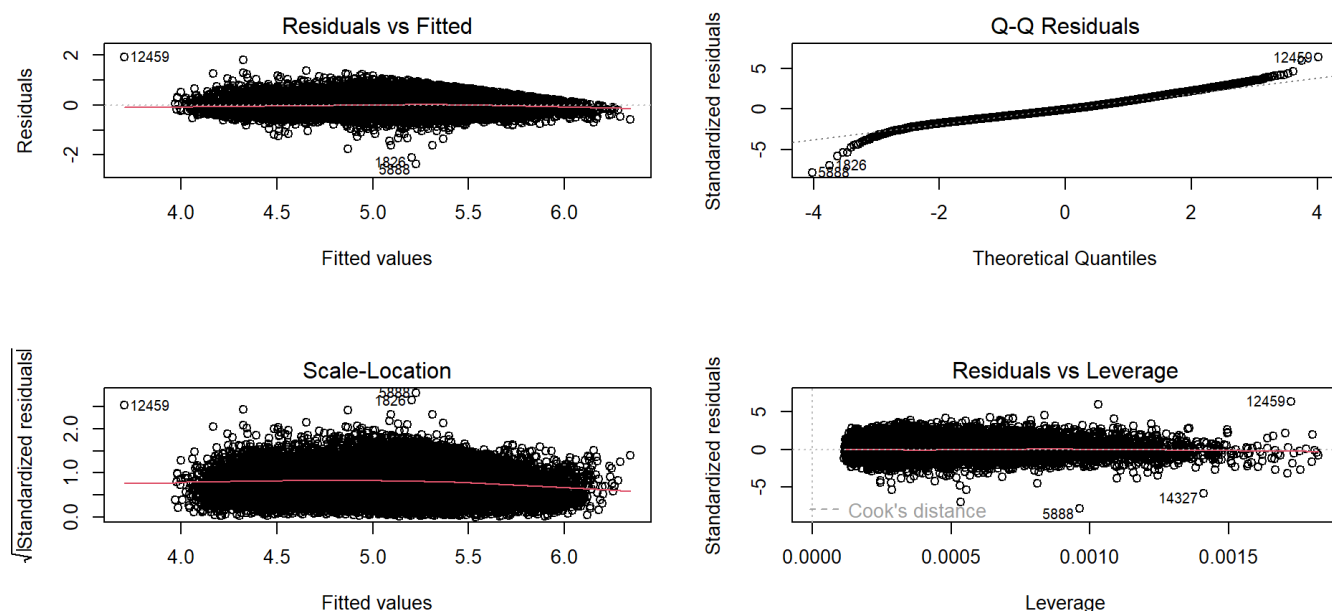 Residuals vs Fitted
Residuals
2
0
-2
12459
1826
5888
4.0 4.5 5.0 5.5 6.0
Fitted values
Q-Q Residuals
Standardized residuals
5
0
-5
12459
1826
5888
-4 -2 0 2 4
Theoretical Quantiles
Scale-Location
√|Standardized residuals|
2.0
1.0
0.0
5888
1826
12459
4.0 4.5 5.0 5.5 6.0
Fitted values
Residuals vs Leverage
Standardized residuals
5
0
-5
12459
14327
5888
Cook's distance
0.0000 0.0005 0.0010 0.0015
Leverage